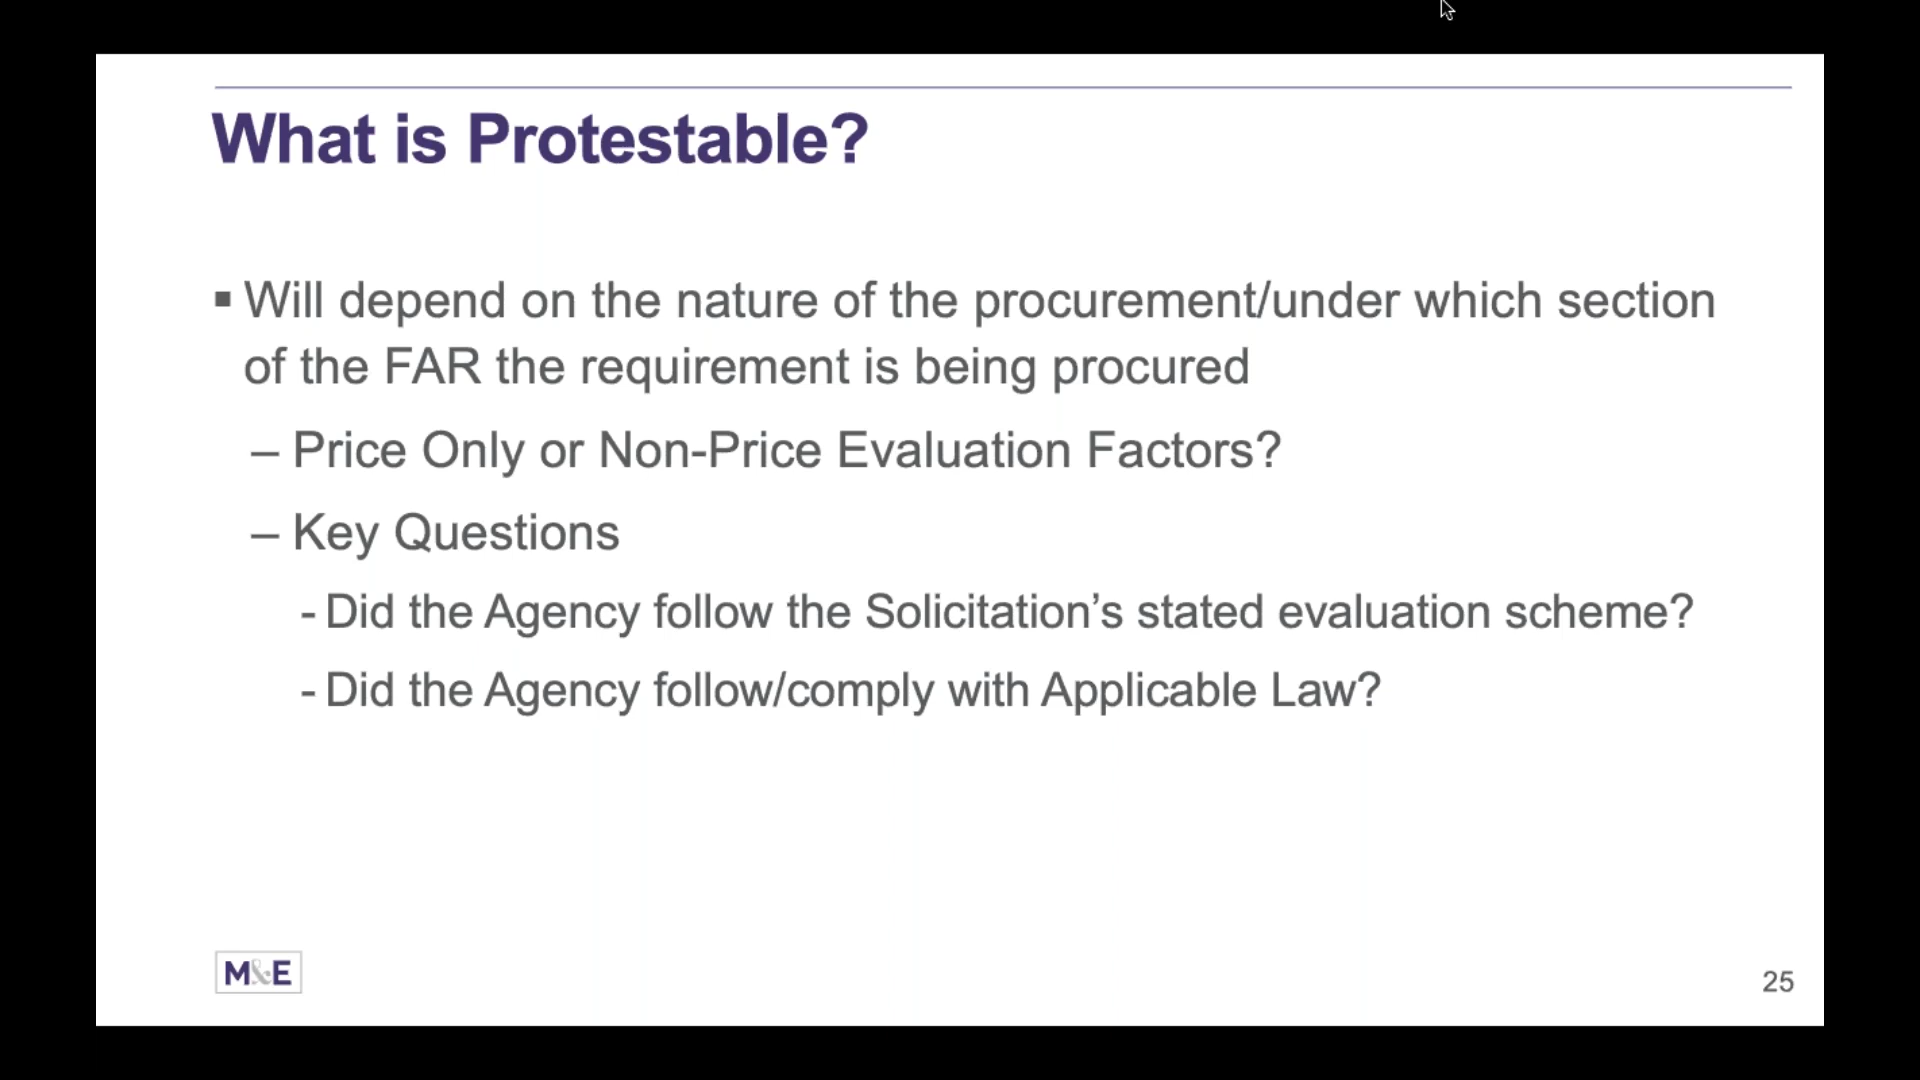 What is Protestable?
▪ Will depend on the nature of the procurement/under which section
of the FAR the requirement is being procured
– Price Only or Non-Price Evaluation Factors?
– Key Questions
- Did the Agency follow the Solicitation’s stated evaluation scheme?
- Did the Agency follow/comply with Applicable Law?
M&E
25